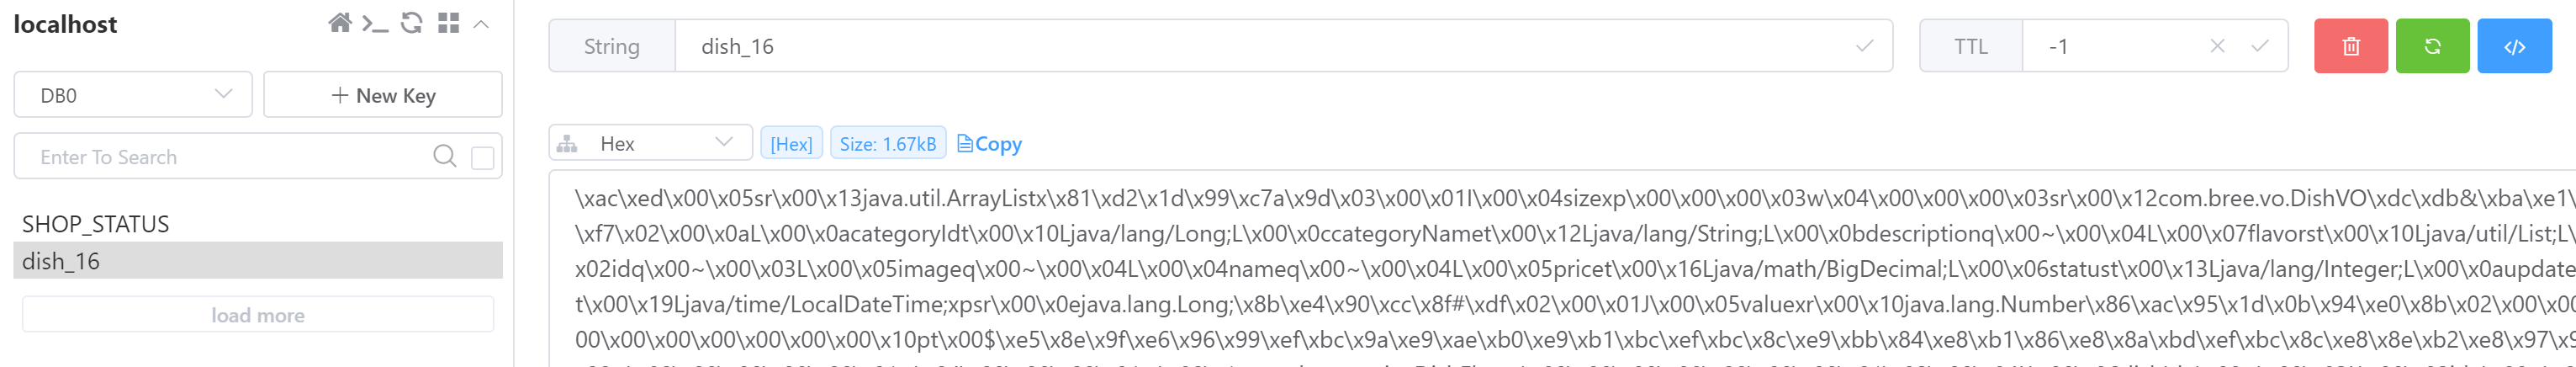 localhost
DB0
New Key
Enter To Search
SHOP_STATUS
dish_16
load more
String
dish_16
TTL
-1
Hex
[Hex]
Size: 1.67kB
Copy
\xac\xed\x00\x05sr\x00\x13java.util.ArrayListx\x81\xd2\x1d\x99\xc7a\x9d\x03\x00\x01I\x00\x04sizexp\x00\x00\x00\x03w\x04\x00\x00\x00\x03sr\x00\x12com.bree.vo.DishVO\xdc\xdb&\xba\xe1\
\xf7\x02\x00\x0aL\x00\x0acategoryIdt\x00\x10Ljava/lang/Long;L\x00\x0ccategoryNamet\x00\x12Ljava/lang/String;L\x00\x0bdescriptionq\x00~\x00\x04L\x00\x07flavorst\x00\x10Ljava/util/List;L\
x02idq\x00~\x00\x03L\x00\x05imageq\x00~\x00\x04L\x00\x04nameq\x00~\x00\x04L\x00\x05pricet\x00\x16Ljava/math/BigDecimal;L\x00\x06statust\x00\x13Ljava/lang/Integer;L\x00\x0aupdate
t\x00\x19Ljava/time/LocalDateTime;xpsr\x00\x0ejava.lang.Long;\x8b\xe4\x90\xcc\x8f#\xdf\x02\x00\x01J\x00\x05valuexr\x00\x10java.lang.Number\x86\xac\x95\x1d\x0b\x94\xe0\x8b\x02\x00\x00
00\x00\x00\x00\x00\x00\x00\x10pt\x00$\xe5\x8e\x9f\xe6\x96\x99\xef\xbc\x9a\xe9\xae\xb0\xe9\xb1\xbc\xef\xbc\x8c\xe9\xbb\x84\xe8\xb1\x86\xe8\x8a\xbd\xef\xbc\x8c\xe8\x8e\xb2\xe8\x97\x9